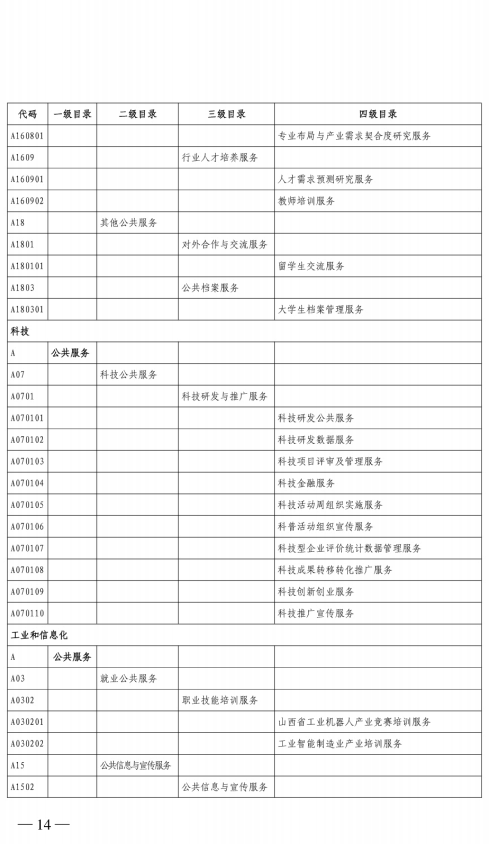 代码 一级目录 二级目录 三级目录 四级目录
A160801 专业布局与产业需求契合度研究服务
A1609 行业人才培养服务
A160901 人才需求预测研究服务
A160902 教师培训服务
A18 其他公共服务
A1801 对外合作与交流服务
A180101 留学生交流服务
A1803 公共档案服务
A180301 大学生档案管理服务
科技
A 公共服务
A07 科技公共服务
A0701 科技研发与推广服务
A070101 科技研发公共服务
A070102 科技研发数据服务
A070103 科技项目评审及管理服务
A070104 科技金融服务
A070105 科技活动周组织实施服务
A070106 科普活动组织宣传服务
A070107 科技型企业评价统计数据管理服务
A070108 科技成果转移转化推广服务
A070109 科技创新创业服务
A070110 科技推广宣传服务
工业和信息化
A 公共服务
A03 就业公共服务
A0302 职业技能培训服务
A030201 山西省工业机器人产业竞赛培训服务
A030202 工业智能制造业产业培训服务
A15 公共信息与宣传服务
A1502 公共信息与宣传服务
— 14 —